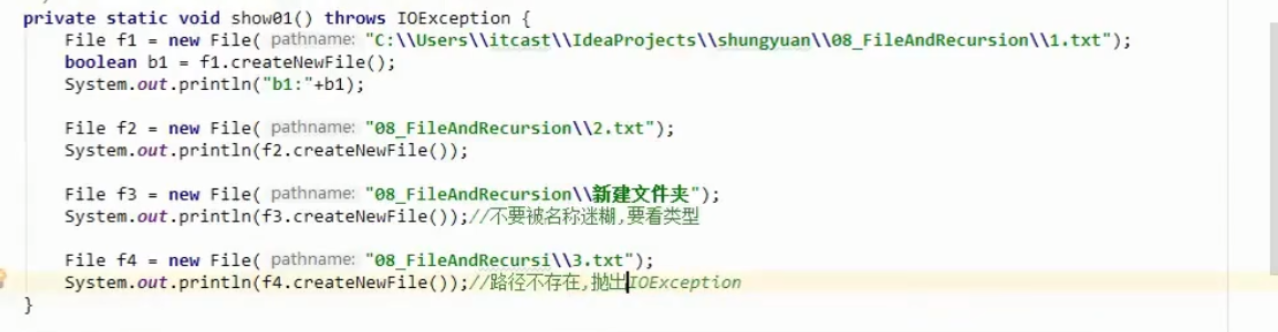 private static void show01() throws IOException {
File f1 = new File( pathname: "C:\\Users\\itcast\\IdeaProjects\\shungyuan\\08_FileAndRecursion\\1.txt");
boolean b1 = f1.createNewFile();
System.out.println("b1:"+b1);
File f2 = new File( pathname: "08_FileAndRecursion\\2.txt");
System.out.println(f2.createNewFile());
File f3 = new File( pathname: "08_FileAndRecursion\\新建文件夹");
System.out.println(f3.createNewFile());//不要被名称迷糊,要看类型
File f4 = new File( pathname: "08_FileAndRecursi\\3.txt");
System.out.println(f4.createNewFile());//路径不存在,抛出IOException
}